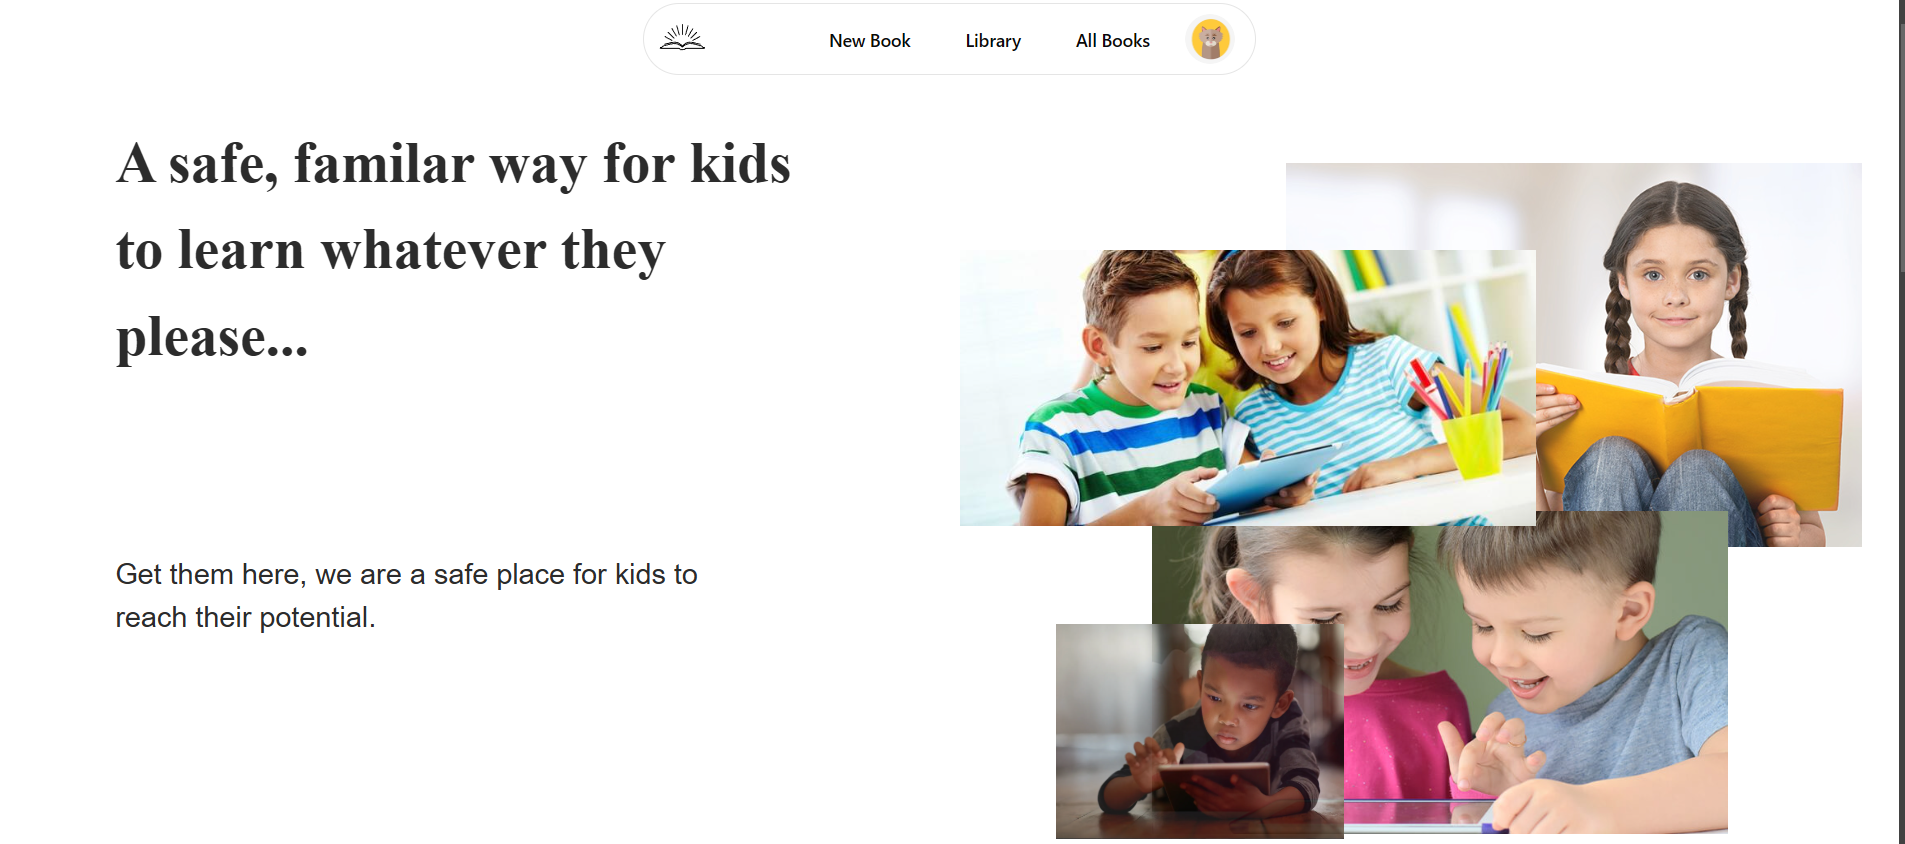 New Book Library All Books
A safe, familar way for kids
to learn whatever they
please...
Get them here, we are a safe place for kids to
reach their potential.